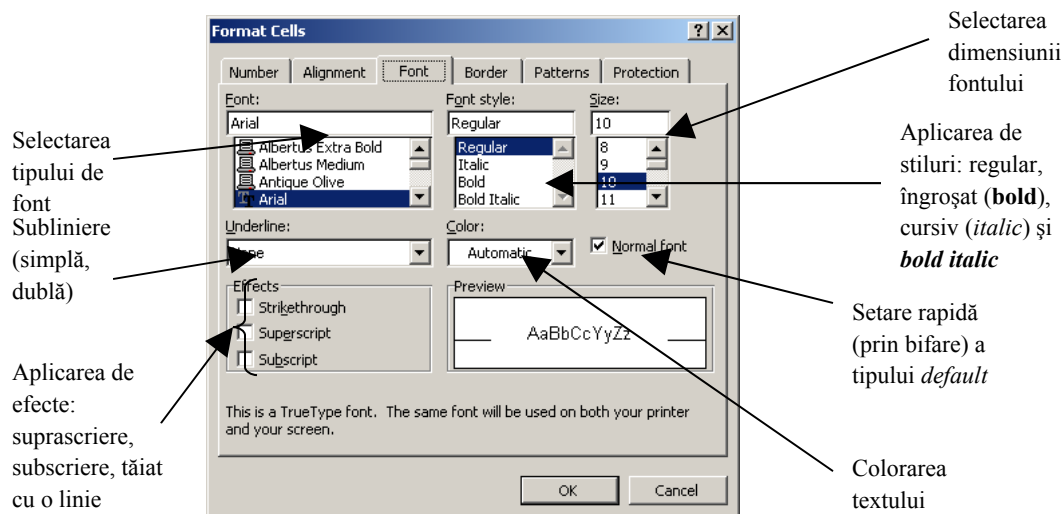 Format Cells
Number Alignment Font Border Patterns Protection
Font:
Arial
Albertus Extra Bold
Albertus Medium
Antique Olive
Arial
Font style:
Regular
Regular
Italic
Bold
Bold Italic
Size:
10
8
9
10
11
Underline:
None
Color:
Automatic
Normal font
Effects
Strikethrough
Superscript
Subscript
Preview
AaBbCcYyZz
This is a TrueType font. The same font will be used on both your printer
and your screen.
OK Cancel
Selectarea
tipului de
font
Subliniere
(simplă,
dublă)
Aplicarea de
efecte:
suprascriere,
subscriere, tăiat
cu o linie
Selectarea
dimensiunii
fontului
Aplicarea de
stiluri: regular,
îngroşat (bold),
cursiv (italic) şi
bold italic
Setare rapidă
(prin bifare) a
tipului default
Colorarea
textului